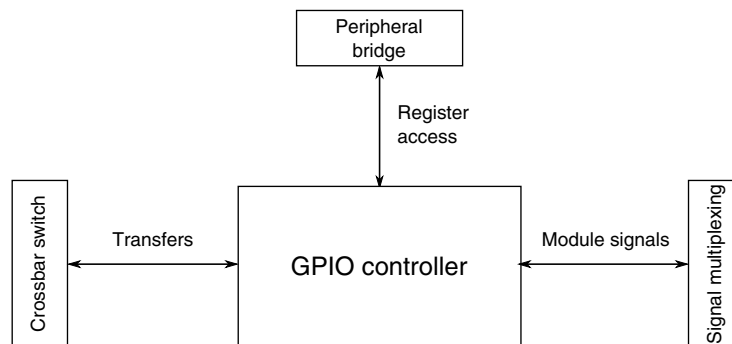 Peripheral
bridge
Register
access
Crossbar switch
Transfers
GPIO controller
Module signals
Signal multiplexing